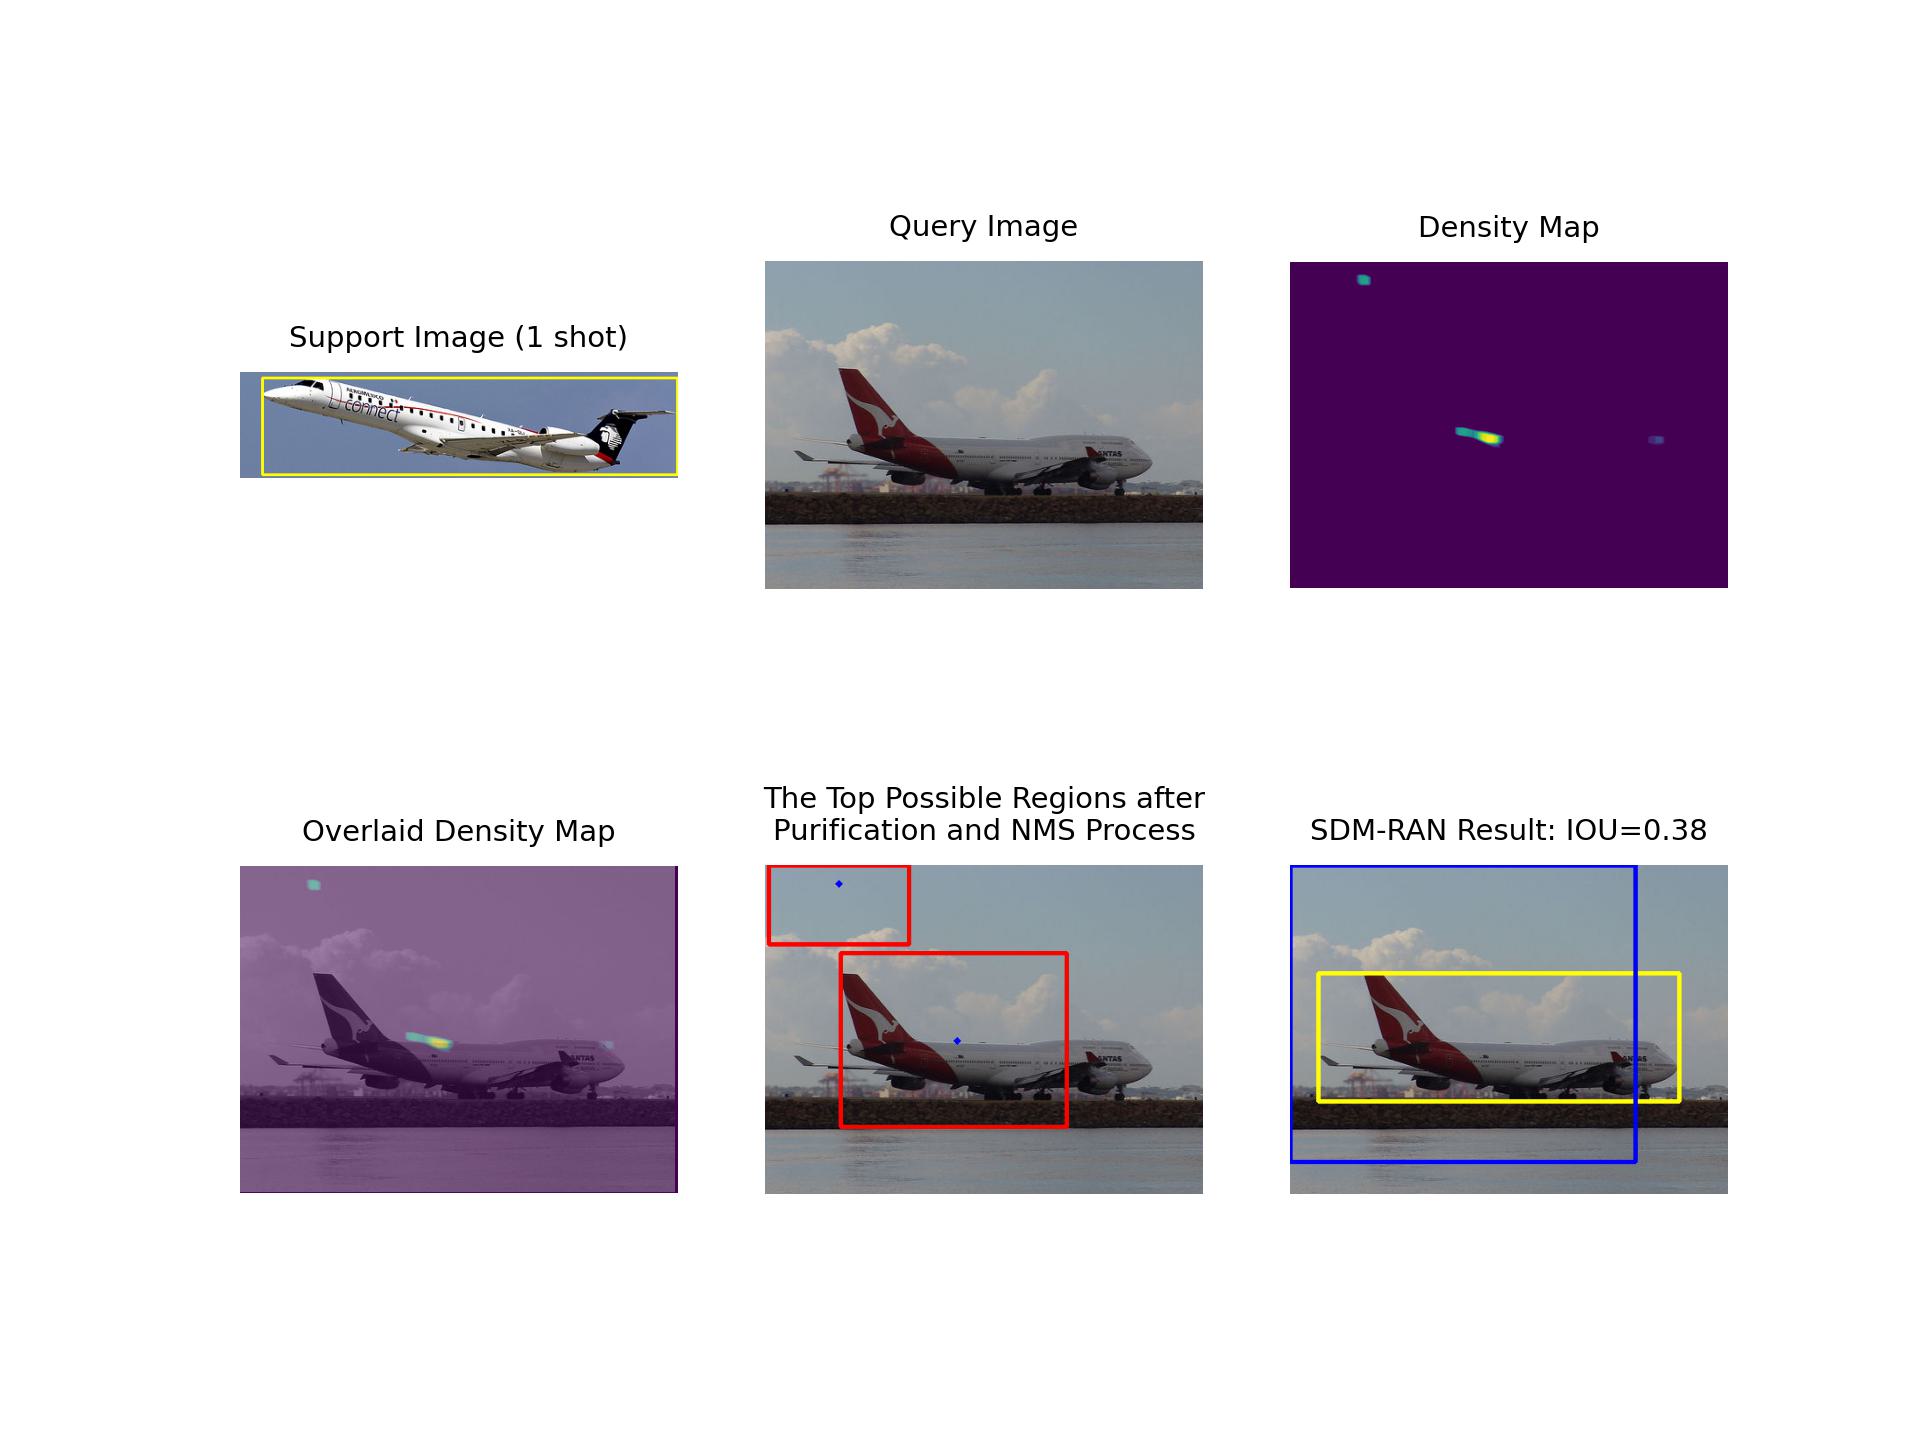 Query Image
Density Map
Support Image (1 shot)
AEROMEXICO
connect
The Top Possible Regions after
Purification and NMS Process
Overlaid Density Map
SDM-RAN Result: IOU=0.38